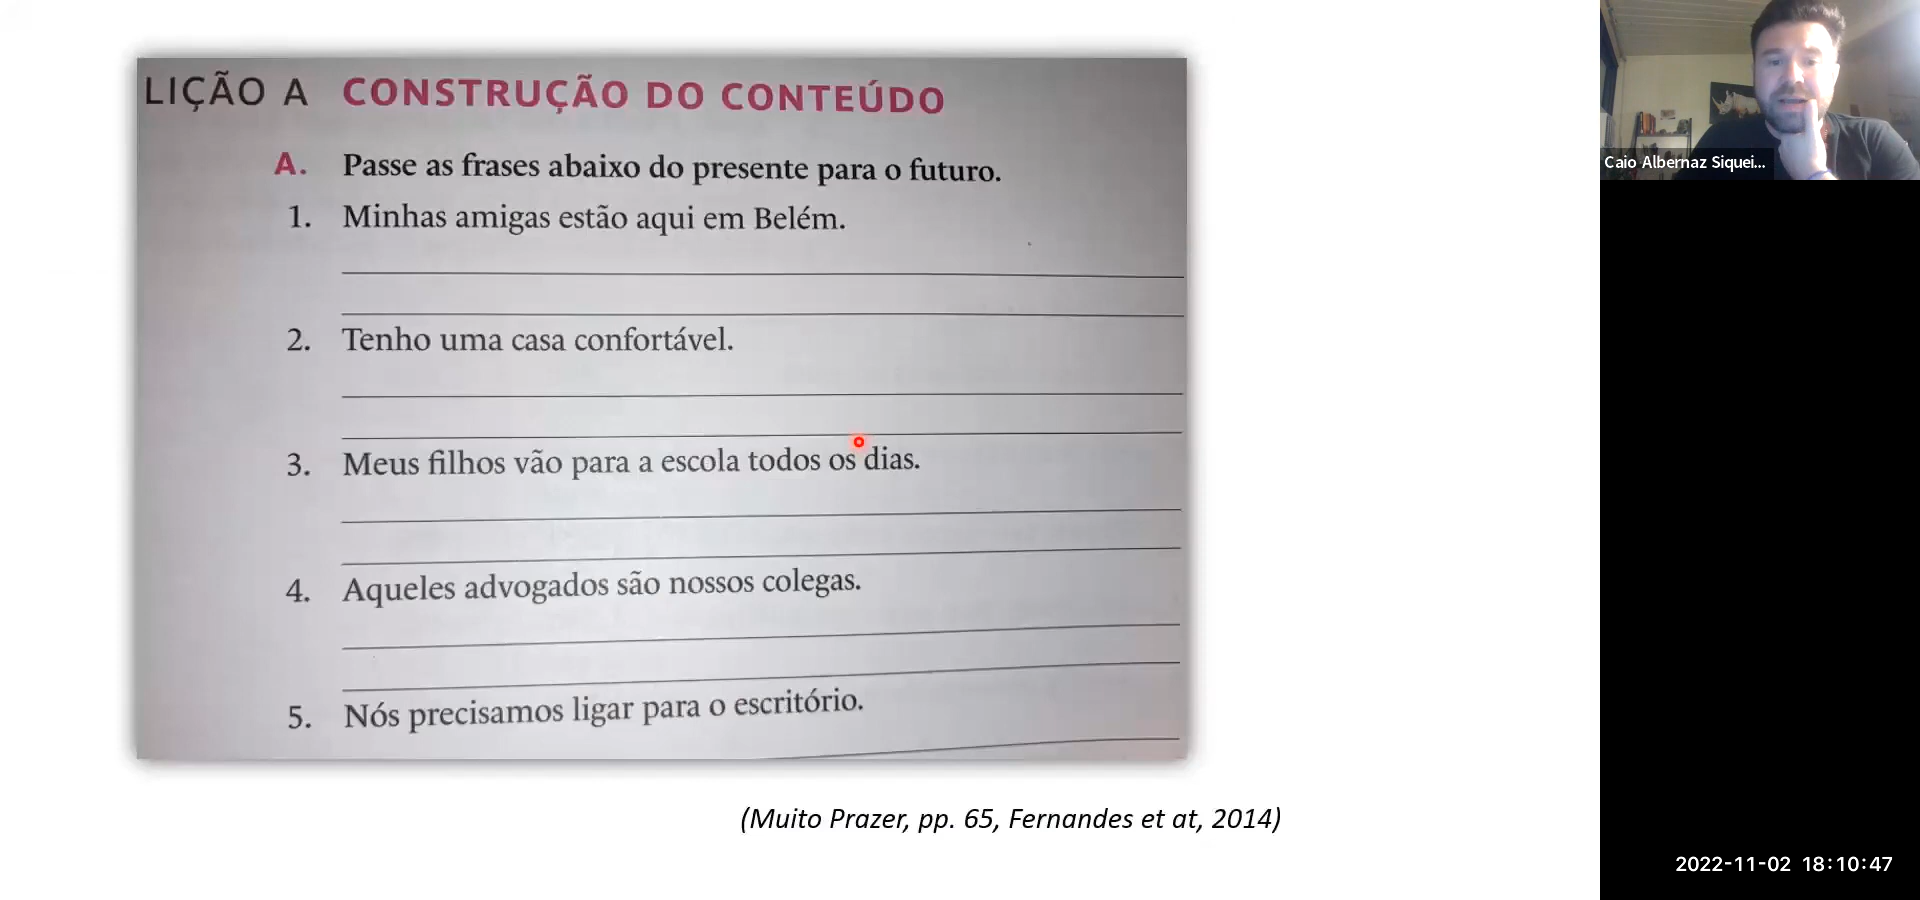 LIÇÃO A CONSTRUÇÃO DO CONTEÚDO
A. Passe as frases abaixo do presente para o futuro.
1. Minhas amigas estão aqui em Belém.
2. Tenho uma casa confortável.
3. Meus filhos vão para a escola todos os dias.
4. Aqueles advogados são nossos colegas.
5. Nós precisamos ligar para o escritório.
(Muito Prazer, pp. 65, Fernandes et at, 2014)
Caio Albernaz Siquei...
2022-11-02 18:10:47